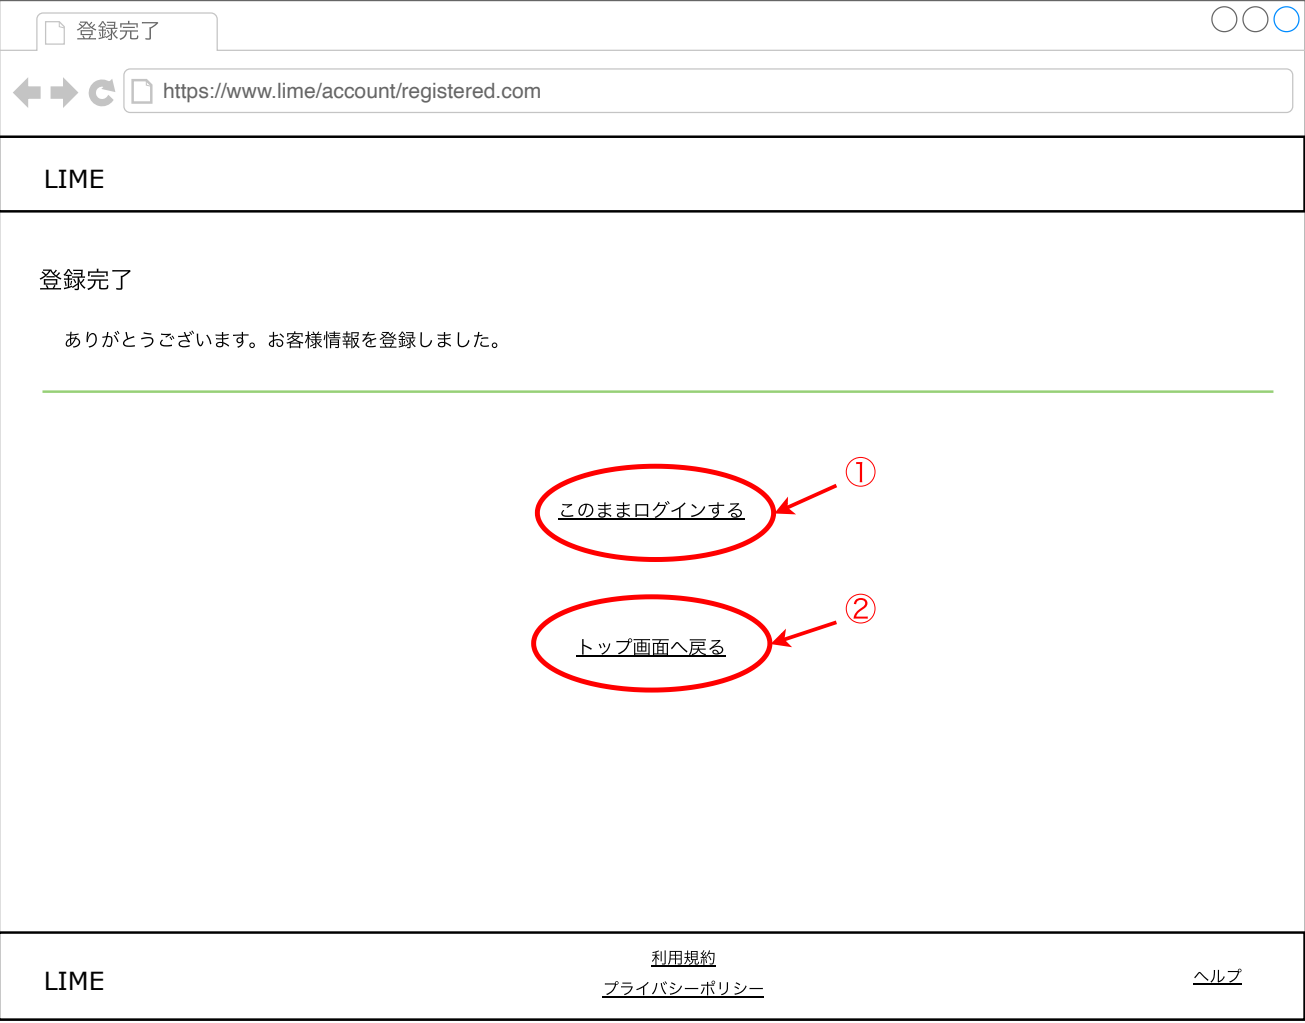 登録完了
https://www.lime/account/registered.com
LIME
登録完了
ありがとうございます。お客様情報を登録しました。
①
このままログインする
②
トップ画面へ戻る
LIME
利用規約
プライバシーポリシー
ヘルプ